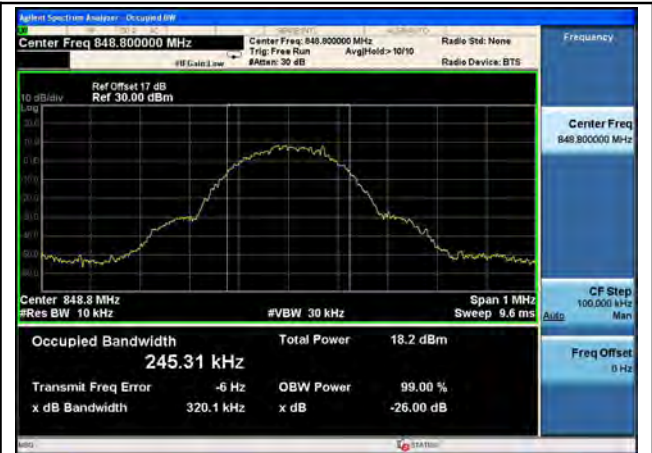 Agilent Spectrum Analyzer - Occupied BW
Center Freq 848.800000 MHz
Center Freq: 848.800000 MHz
Radio Std: None
Trig: Free Run Avg|Hold>10/10
#IFGain:Low
#Atten: 30 dB
Radio Device: BTS
Ref Offset 17 dB
10 dB/div Ref 30.00 dBm
Log
Center 848.8 MHz
Span 1 MHz
#Res BW 10 kHz
#VBW 30 kHz
Sweep 9.6 ms
Occupied Bandwidth
Total Power 18.2 dBm
245.31 kHz
Transmit Freq Error -6 Hz
OBW Power 99.00 %
x dB Bandwidth 320.1 kHz
x dB -26.00 dB
MSG
STATUS
Frequency
Center Freq
848.800000 MHz
CF Step
100.000 kHz
Auto Man
Freq Offset
0 Hz